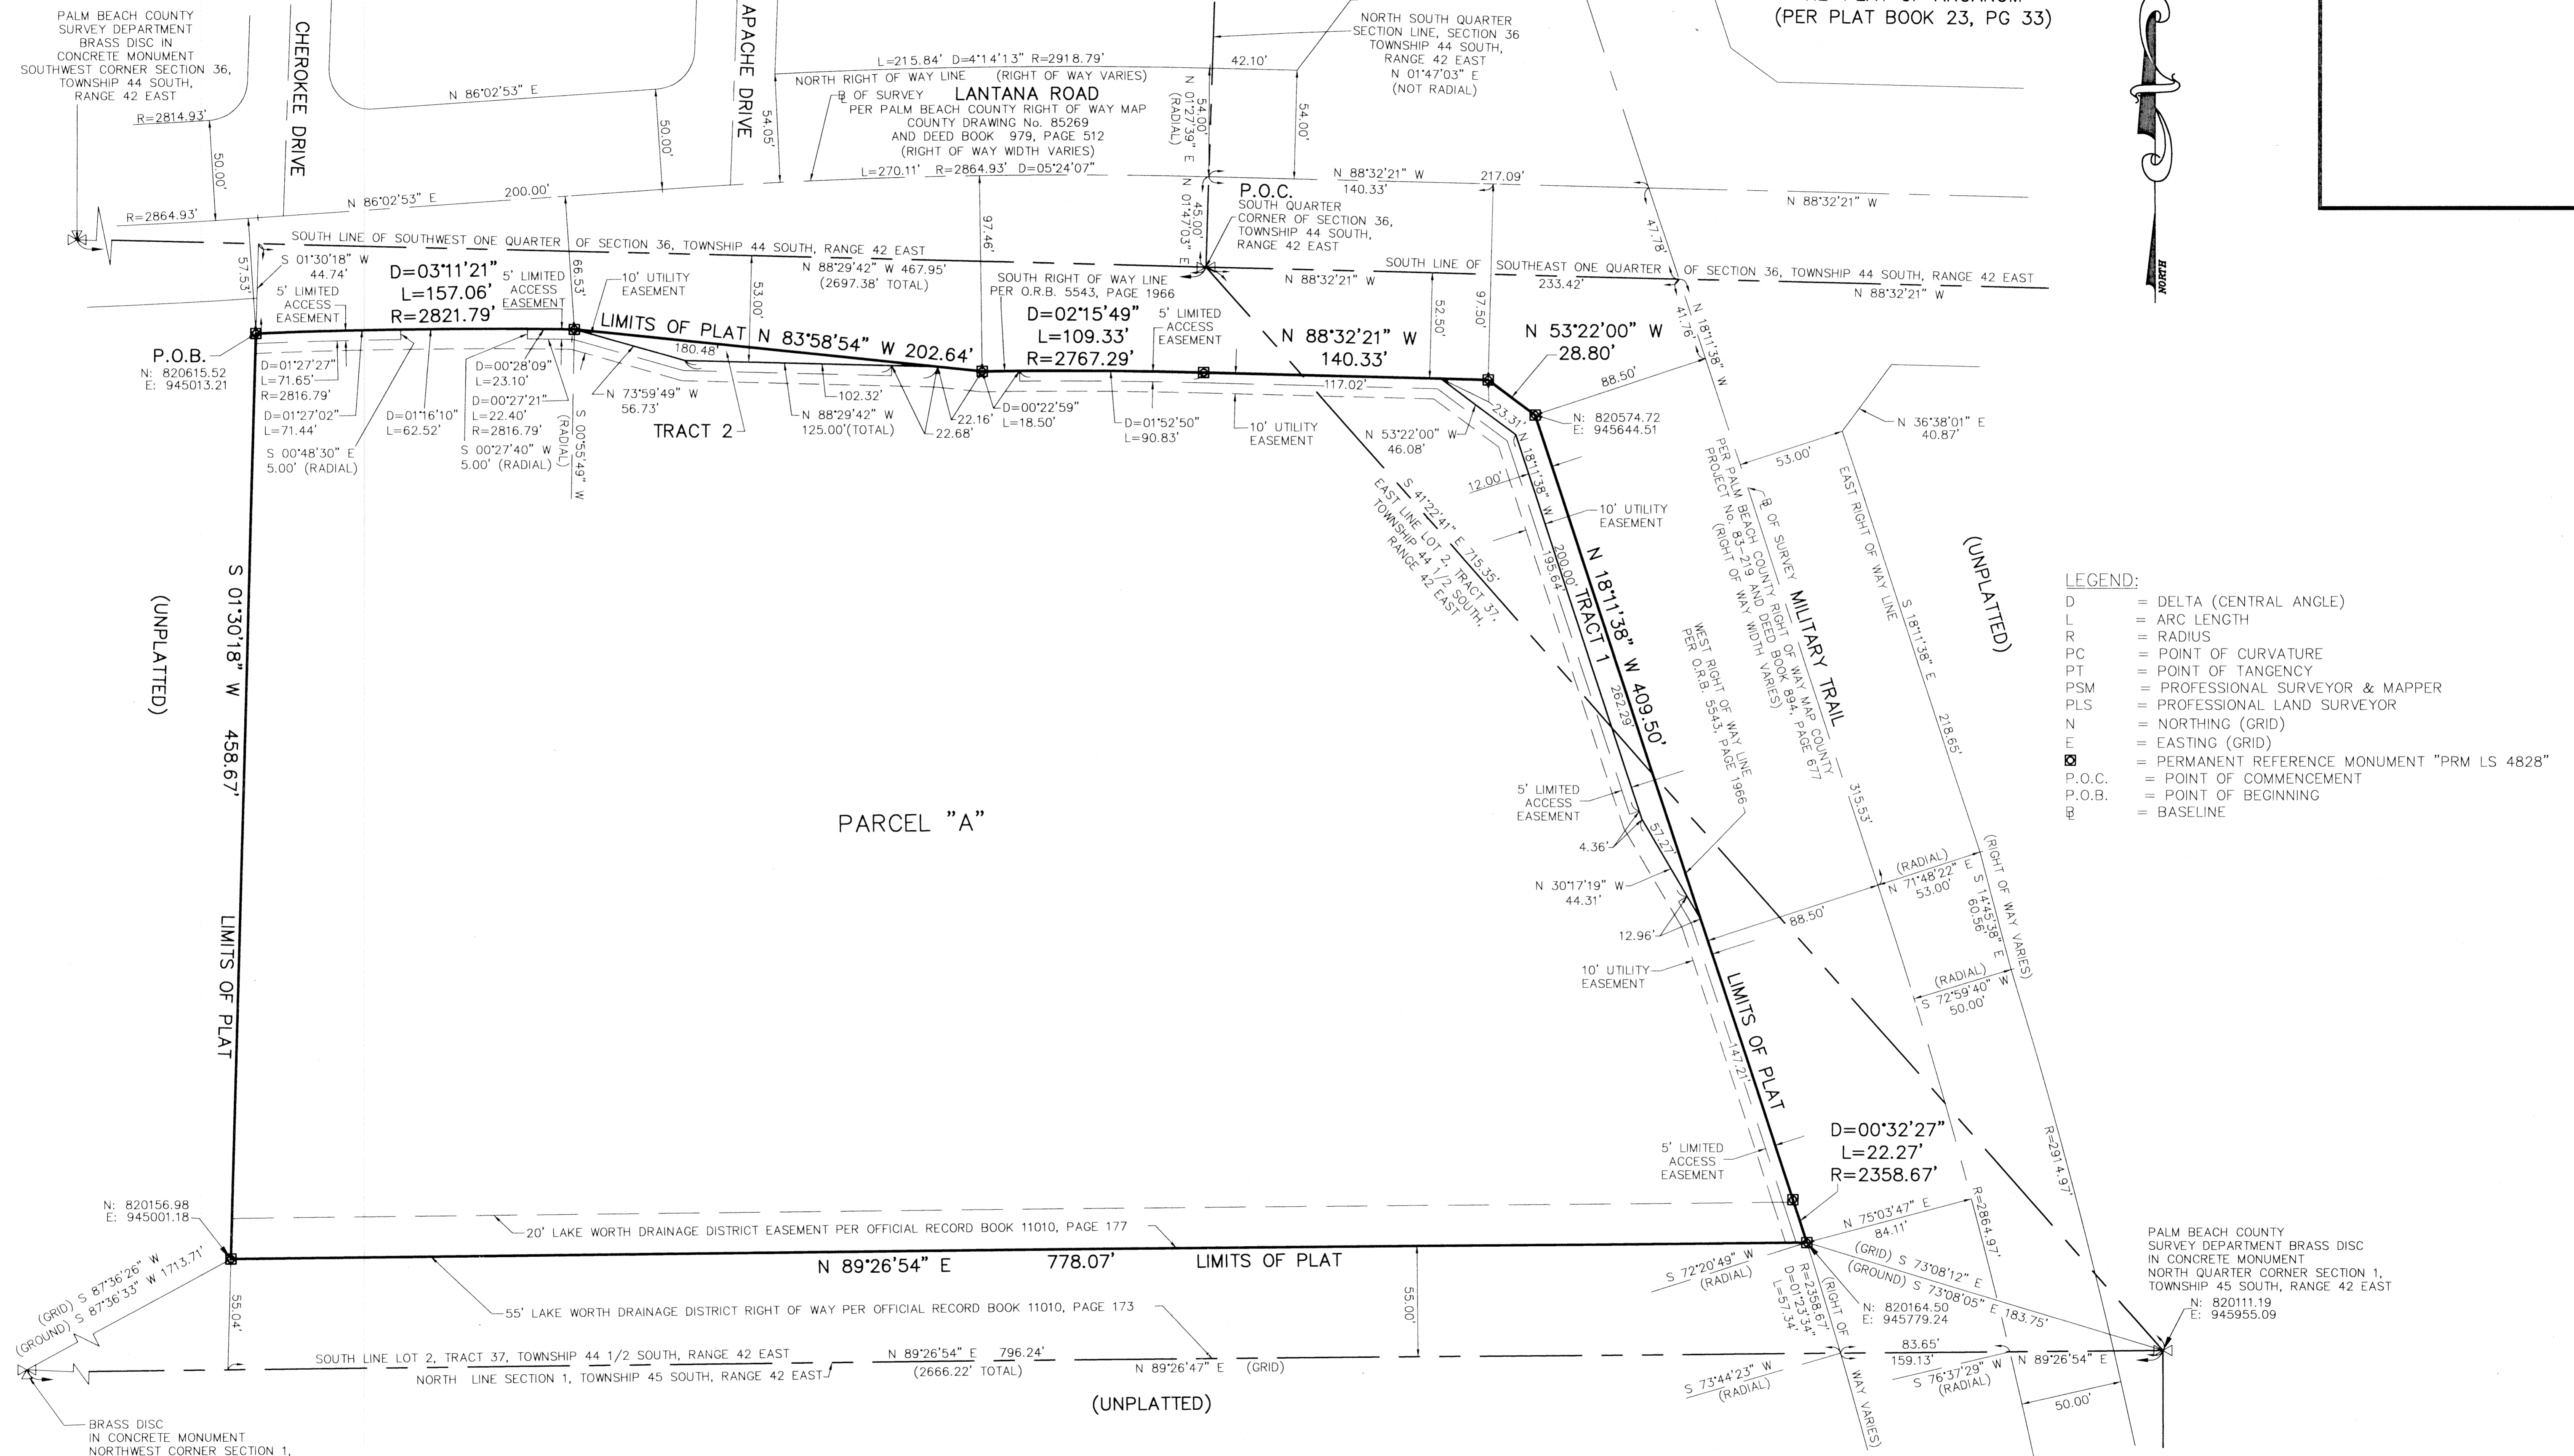 PALM BEACH COUNTY
SURVEY DEPARTMENT
BRASS DISC IN
CONCRETE MONUMENT
SOUTHWEST CORNER SECTION 36,
TOWNSHIP 44 SOUTH,
RANGE 42 EAST
R=2814.93'
50.00'
CHEROKEE DRIVE
N 86°02'53" E
50.00'
APACHE DRIVE
54.05'
L=215.84' D=4°14'13" R=2918.79'
42.10'
NORTH RIGHT OF WAY LINE (RIGHT OF WAY VARIES)
℄ OF SURVEY LANTANA ROAD
PER PALM BEACH COUNTY RIGHT OF WAY MAP
COUNTY DRAWING No. 85269
AND DEED BOOK 979, PAGE 512
(RIGHT OF WAY WIDTH VARIES)
L=270.11' R=2864.93' D=05°24'07"
N 01°27'39" E
(RADIAL)
54.00'
54.00'
NORTH SOUTH QUARTER
SECTION LINE, SECTION 36
TOWNSHIP 44 SOUTH,
RANGE 42 EAST
N 01°47'03" E
(NOT RADIAL)
(PER PLAT BOOK 23, PG 33)
NORTH
R=2864.93'
N 86°02'53" E
200.00'
N 88°32'21" W
140.33'
217.09'
N 88°32'21" W
P.O.C.
SOUTH QUARTER
CORNER OF SECTION 36,
TOWNSHIP 44 SOUTH,
RANGE 42 EAST
45.00'
N 01°47'03" E
47.78'
57.53'
SOUTH LINE OF SOUTHWEST ONE QUARTER OF SECTION 36, TOWNSHIP 44 SOUTH, RANGE 42 EAST
N 88°29'42" W 467.95'
(2697.38' TOTAL)
SOUTH LINE OF SOUTHEAST ONE QUARTER OF SECTION 36, TOWNSHIP 44 SOUTH, RANGE 42 EAST
N 88°32'21" W
233.42'
N 88°32'21" W
S 01°30'18" W
44.74'
5' LIMITED
ACCESS
EASEMENT
D=03°11'21"
L=157.06'
R=2821.79'
5' LIMITED
ACCESS
EASEMENT
66.53'
10' UTILITY
EASEMENT
53.00'
97.46'
SOUTH RIGHT OF WAY LINE
PER O.R.B. 5543, PAGE 1966
D=02°15'49"
L=109.33'
R=2767.29'
5' LIMITED
ACCESS
EASEMENT
N 88°32'21" W
140.33'
52.50'
97.50'
N 53°22'00" W
28.80'
N 18°11'38" W
41.76'
88.50'
P.O.B.
N: 820615.52
E: 945013.21
LIMITS OF PLAT N 83°58'54" W 202.64'
180.48'
D=01°27'27"
L=71.65'
R=2816.79'
D=01°27'02"
L=71.44'
D=01°16'10"
L=62.52'
S 00°48'30" E
5.00' (RADIAL)
D=00°28'09"
L=23.10'
D=00°27'21"
L=22.40'
R=2816.79'
S 00°27'40" W
5.00' (RADIAL)
S 00°55'49" W
(RADIAL)
N 73°59'49" W
56.73'
TRACT 2
102.32'
N 88°29'42" W
125.00'(TOTAL)
22.16'
22.68'
D=00°22'59"
L=18.50'
D=01°52'50"
L=90.83'
10' UTILITY
EASEMENT
117.02'
N 53°22'00" W
46.08'
23.31'
N: 820574.72
E: 945644.51
N 36°38'01" E
40.87'
53.00'
12.00'
N 18°11'38" W
10' UTILITY
EASEMENT
200.00'
195.64'
TRACT 1
N 18°11'38" W 409.50'
262.29'
S 41°22'41" E 715.35'
EAST LINE LOT 2, TRACT 37,
TOWNSHIP 44 1/2 SOUTH,
RANGE 42 EAST
℄ OF SURVEY MILITARY TRAIL
PER PALM BEACH COUNTY RIGHT OF WAY MAP COUNTY
PROJECT No. 83-219 AND DEED BOOK 894, PAGE 677
(RIGHT OF WAY WIDTH VARIES)
WEST RIGHT OF WAY LINE
PER O.R.B. 5543, PAGE 1966
EAST RIGHT OF WAY LINE
S 18°11'38" E
218.65'
315.53'
(UNPLATTED)
LEGEND:
D = DELTA (CENTRAL ANGLE)
L = ARC LENGTH
R = RADIUS
PC = POINT OF CURVATURE
PT = POINT OF TANGENCY
PSM = PROFESSIONAL SURVEYOR & MAPPER
PLS = PROFESSIONAL LAND SURVEYOR
N = NORTHING (GRID)
E = EASTING (GRID)
= PERMANENT REFERENCE MONUMENT "PRM LS 4828"
P.O.C. = POINT OF COMMENCEMENT
P.O.B. = POINT OF BEGINNING
℄ = BASELINE
(UNPLATTED)
S 01°30'18" W 458.67'
LIMITS OF PLAT
PARCEL "A"
5' LIMITED
ACCESS
EASEMENT
57.27'
4.36'
N 30°17'19" W
44.31'
12.96'
10' UTILITY
EASEMENT
88.50'
(RADIAL)
N 71°48'22" E
53.00'
S 14°45'38" E
60.56'
(RIGHT OF WAY VARIES)
(RADIAL)
S 72°59'40" W
50.00'
LIMITS OF PLAT
147.21'
5' LIMITED
ACCESS
EASEMENT
D=00°32'27"
L=22.27'
R=2358.67'
R=2914.97'
R=2864.97'
N 75°03'47" E
84.11'
(GRID) S 73°08'12" E
(GROUND) S 73°08'05" E 183.75'
N: 820156.98
E: 945001.18
20' LAKE WORTH DRAINAGE DISTRICT EASEMENT PER OFFICIAL RECORD BOOK 11010, PAGE 177
N 89°26'54" E 778.07' LIMITS OF PLAT
S 72°20'49" W
(RADIAL)
PALM BEACH COUNTY
SURVEY DEPARTMENT BRASS DISC
IN CONCRETE MONUMENT
NORTH QUARTER CORNER SECTION 1,
TOWNSHIP 45 SOUTH, RANGE 42 EAST
N: 820111.19
E: 945955.09
(GRID) S 87°36'26" W
(GROUND) S 87°36'33" W 1713.71'
55.04'
55' LAKE WORTH DRAINAGE DISTRICT RIGHT OF WAY PER OFFICIAL RECORD BOOK 11010, PAGE 173
55.00'
R=2358.67'
D=01°23'34"
L=57.34'
(RIGHT OF WAY VARIES)
N: 820164.50
E: 945779.24
SOUTH LINE LOT 2, TRACT 37, TOWNSHIP 44 1/2 SOUTH, RANGE 42 EAST
NORTH LINE SECTION 1, TOWNSHIP 45 SOUTH, RANGE 42 EAST
N 89°26'54" E 796.24'
(2666.22' TOTAL)
N 89°26'47" E (GRID)
83.65'
159.13'
N 89°26'54" E
S 73°44'23" W
(RADIAL)
S 76°37'29" W
(RADIAL)
50.00'
(UNPLATTED)
BRASS DISC
IN CONCRETE MONUMENT
NORTHWEST CORNER SECTION 1,